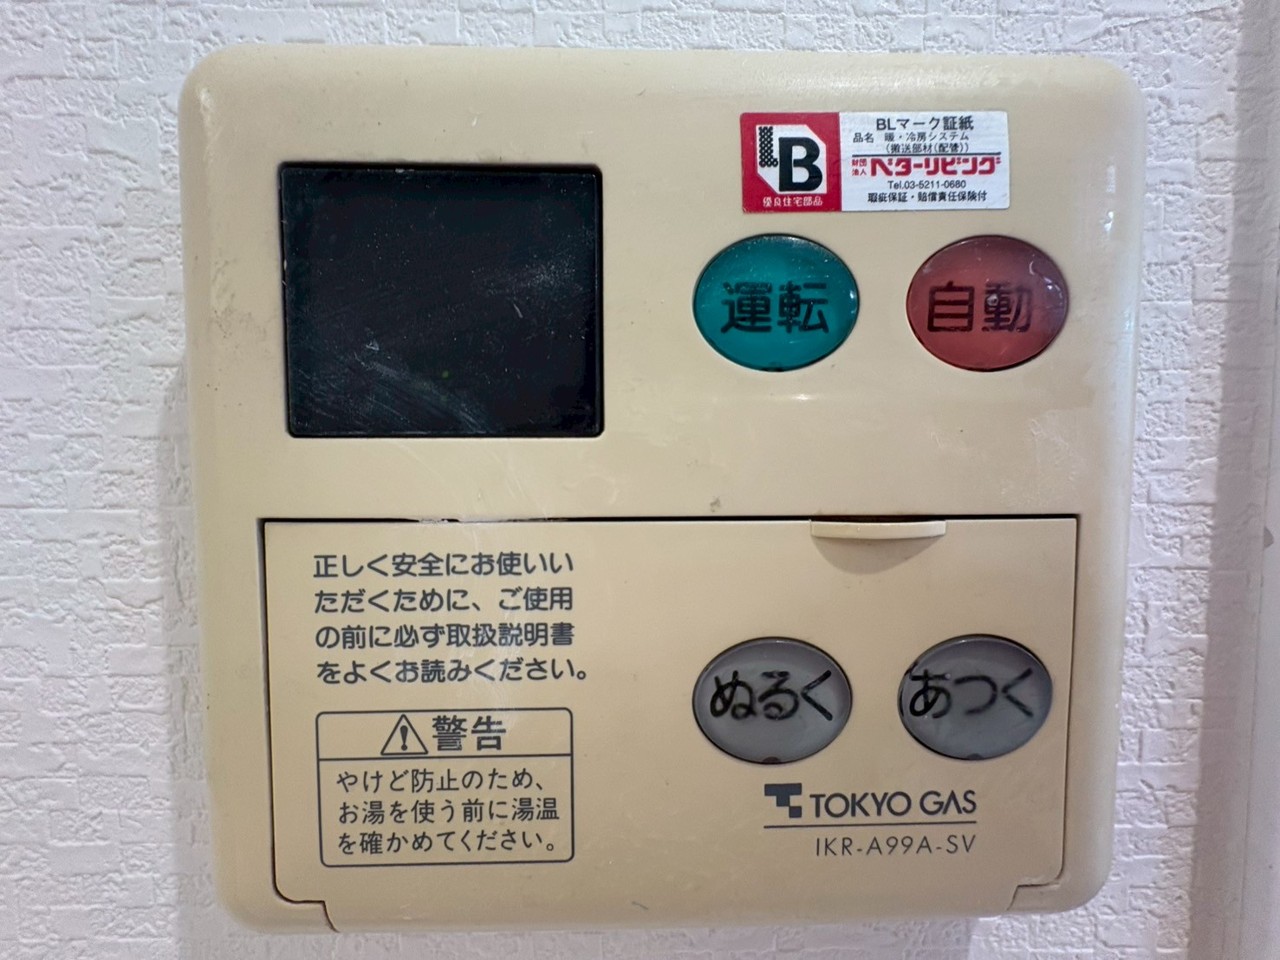 BLマーク証紙
品名 暖・冷房システム
(搬送部材(配管))
財団法人 ベターリビング
Tel.03-5211-0680
瑕疵保証・賠償責任保険付
LB
優良住宅部品
運転
自動
正しく安全にお使いい
ただくために、ご使用
の前に必ず取扱説明書
をよくお読みください。
警告
やけど防止のため、
お湯を使う前に湯温
を確かめてください。
ぬるく
あつく
TOKYO GAS
IKR-A99A-SV